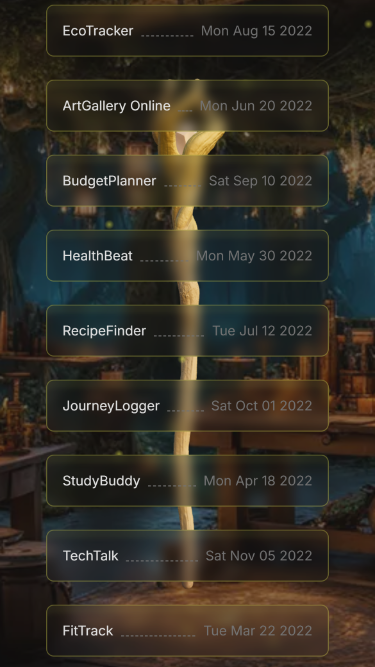 EcoTracker Mon Aug 15 2022
ArtGallery Online Mon Jun 20 2022
BudgetPlanner Sat Sep 10 2022
HealthBeat Mon May 30 2022
RecipeFinder Tue Jul 12 2022
JourneyLogger Sat Oct 01 2022
StudyBuddy Mon Apr 18 2022
TechTalk Sat Nov 05 2022
FitTrack Tue Mar 22 2022